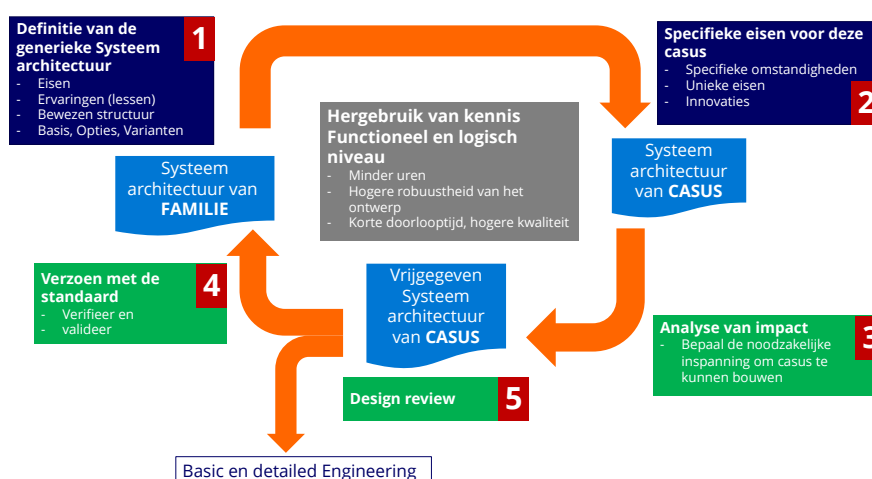 Definitie van de
generieke Systeem
architectuur
- Eisen
- Ervaringen (lessen)
- Bewezen structuur
- Basis, Opties, Varianten
1
Specifieke eisen voor deze
casus
- Specifieke omstandigheden
- Unieke eisen
- Innovaties
2
Hergebruik van kennis
Functioneel en logisch
niveau
- Minder uren
- Hogere robuustheid van het
ontwerp
- Korte doorlooptijd, hogere kwaliteit
Systeem
architectuur van
FAMILIE
Systeem
architectuur
van CASUS
Verzoen met de
standaard
- Verifieer en
- valideer
4
Vrijgegeven
Systeem
architectuur
van CASUS
Analyse van impact
- Bepaal de noodzakelijke
inspanning om casus te
kunnen bouwen
3
Design review
5
Basic en detailed Engineering